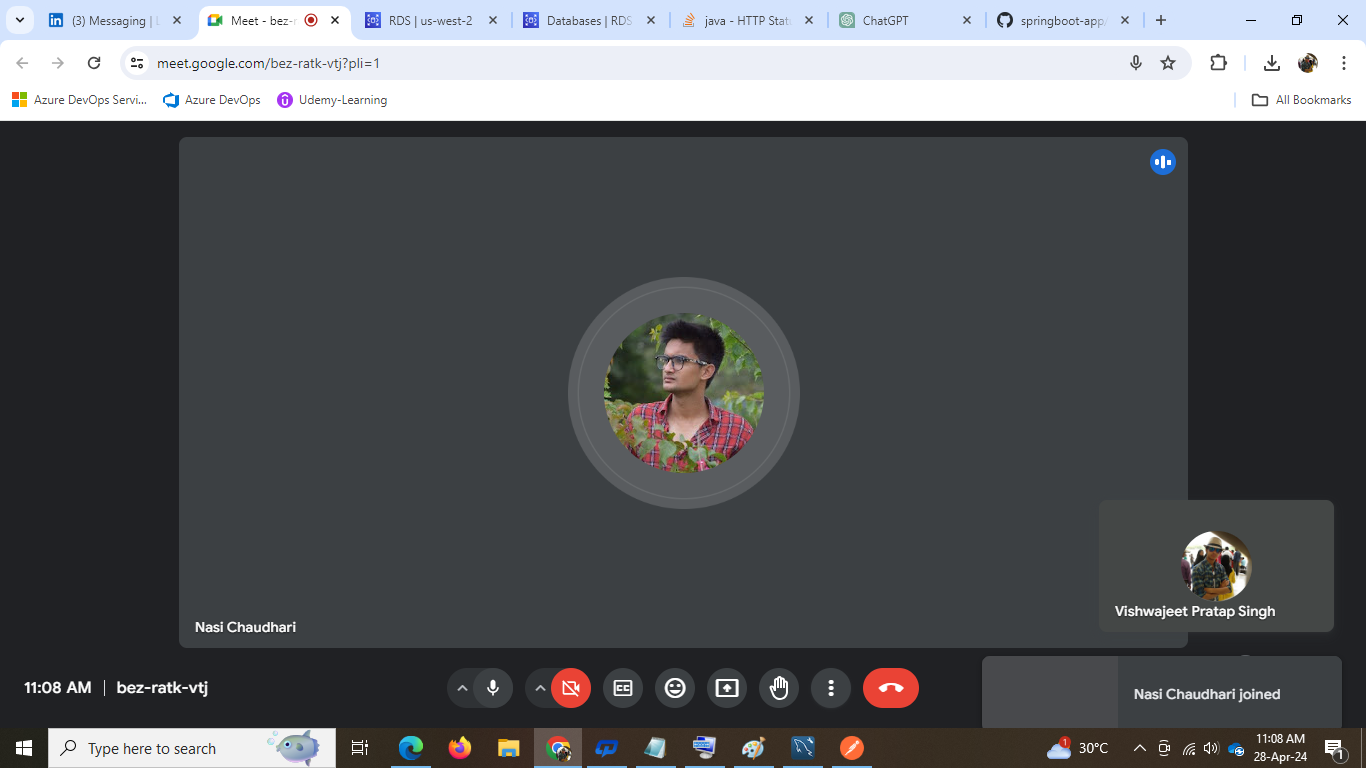 (3) Messaging | L
Meet - bez-r
RDS | us-west-2
Databases | RDS
java - HTTP Stat
ChatGPT
springboot-app/
meet.google.com/bez-ratk-vtj?pli=1
Azure DevOps Servi...
Azure DevOps
Udemy-Learning
All Bookmarks
Nasi Chaudhari
Vishwajeet Pratap Singh
11:08 AM | bez-ratk-vtj
Nasi Chaudhari joined
Type here to search
1
30°C
11:08 AM
28-Apr-24
1